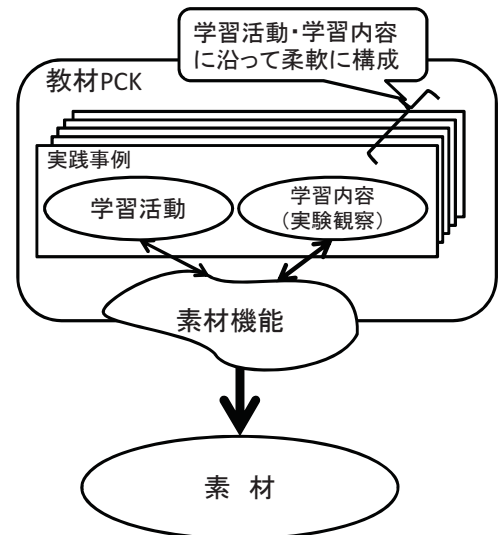 学習活動・学習内容
に沿って柔軟に構成
教材PCK
実践事例
学習活動
学習内容
（実験観察）
素材機能
素 材